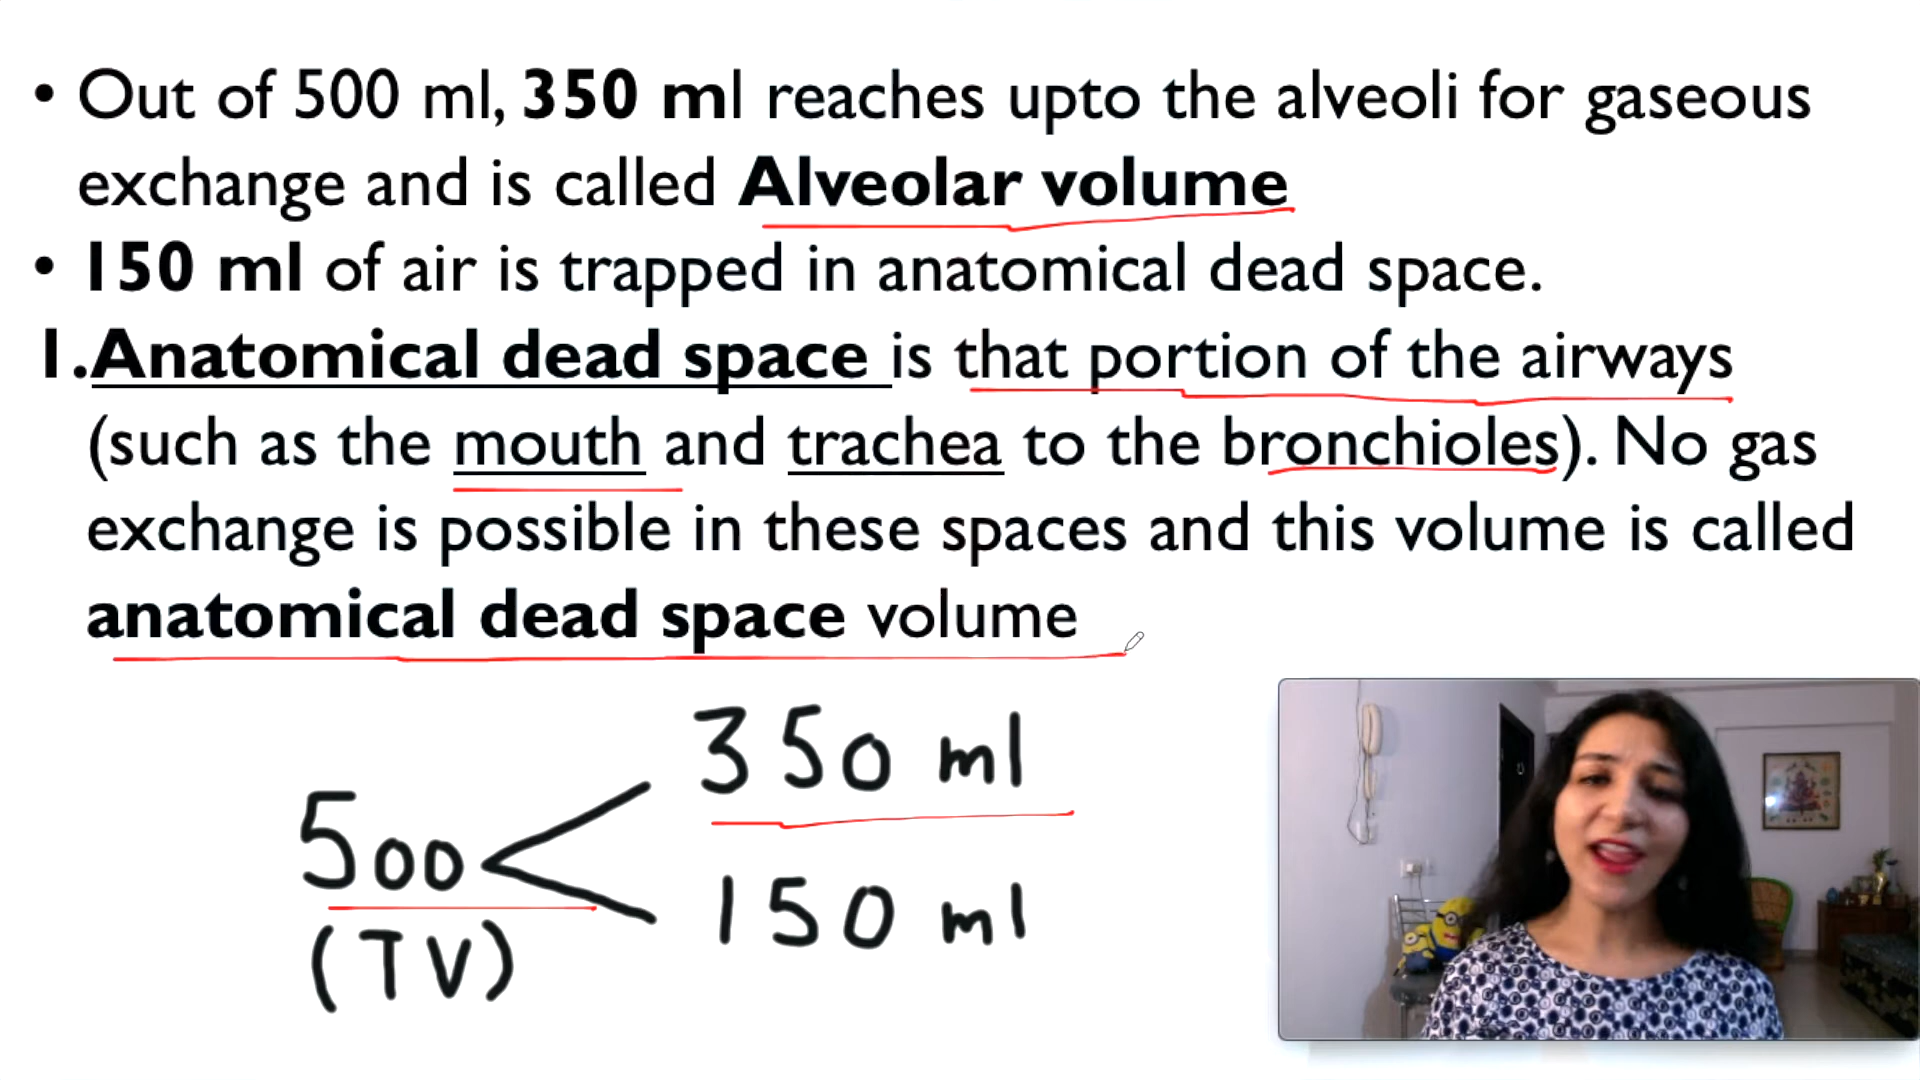 • Out of 500 ml, 350 ml reaches upto the alveoli for gaseous
exchange and is called Alveolar volume
• 150 ml of air is trapped in anatomical dead space.
1.Anatomical dead space is that portion of the airways
(such as the mouth and trachea to the bronchioles). No gas
exchange is possible in these spaces and this volume is called
anatomical dead space volume
350 ml
500
150 ml
(TV)